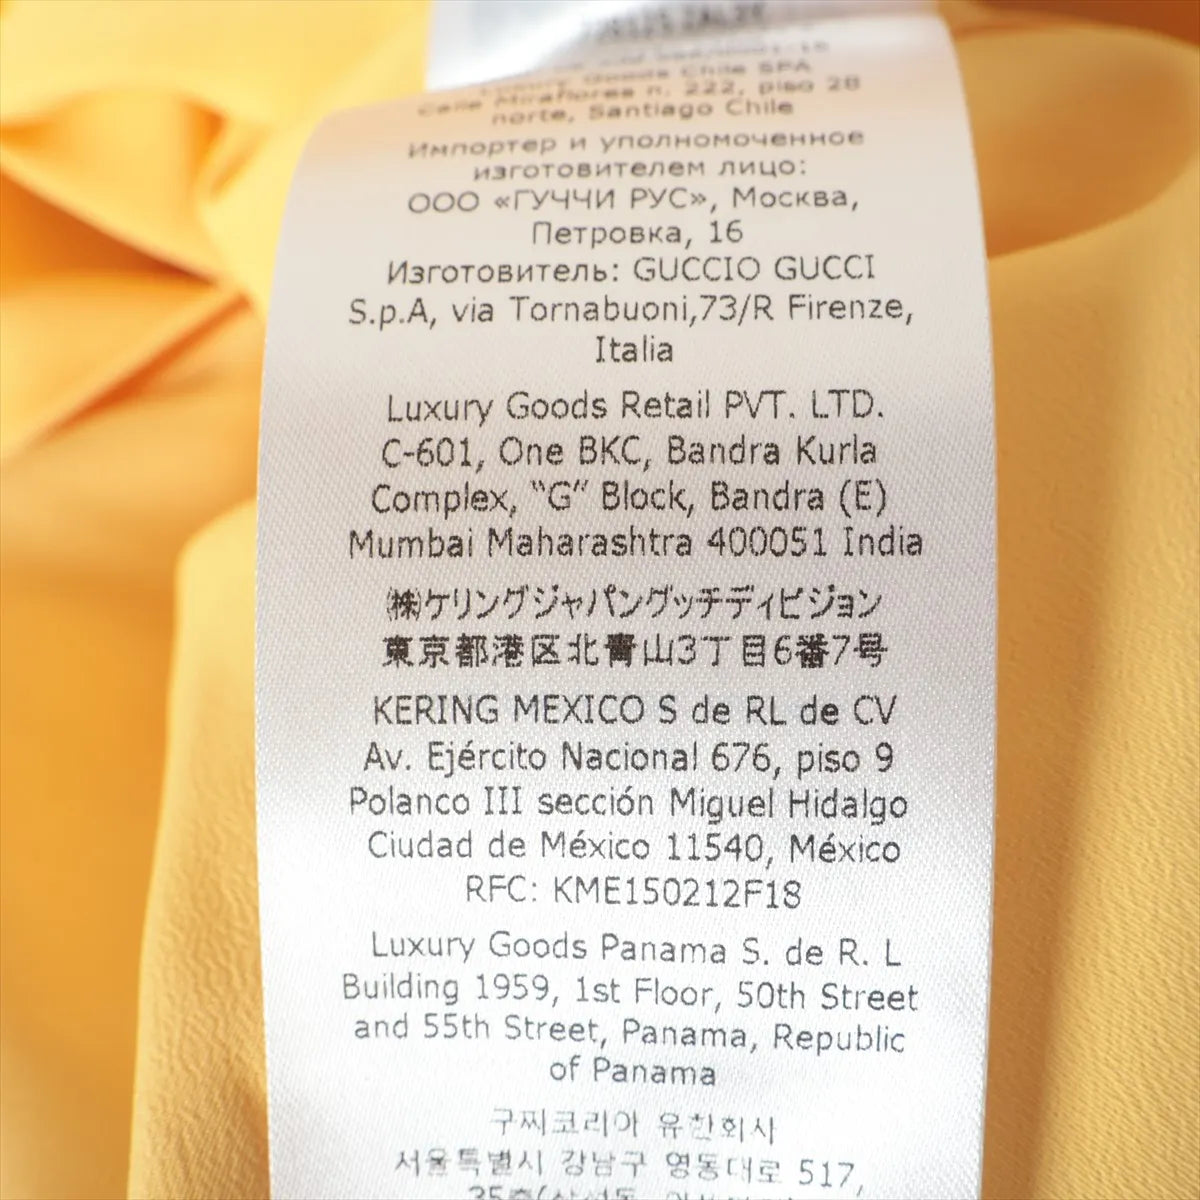 Luxury Goods Chile SPA
Calle Miraflores n. 222, piso 28
norte, Santiago Chile
Импортер и уполномоченное
изготовителем лицо:
ООО «ГУЧЧИ РУС», Москва,
Петровка, 16
Изготовитель: GUCCIO GUCCI
S.p.A, via Tornabuoni,73/R Firenze,
Italia
Luxury Goods Retail PVT. LTD.
C-601, One BKC, Bandra Kurla
Complex, “G” Block, Bandra (E)
Mumbai Maharashtra 400051 India
㈱ケリングジャパングッチディビジョン
東京都港区北青山3丁目6番7号
KERING MEXICO S de RL de CV
Av. Ejército Nacional 676, piso 9
Polanco III sección Miguel Hidalgo
Ciudad de México 11540, México
RFC: KME150212F18
Luxury Goods Panama S. de R. L
Building 1959, 1st Floor, 50th Street
and 55th Street, Panama, Republic
of Panama
구찌코리아 유한회사
서울특별시 강남구 영동대로 517,